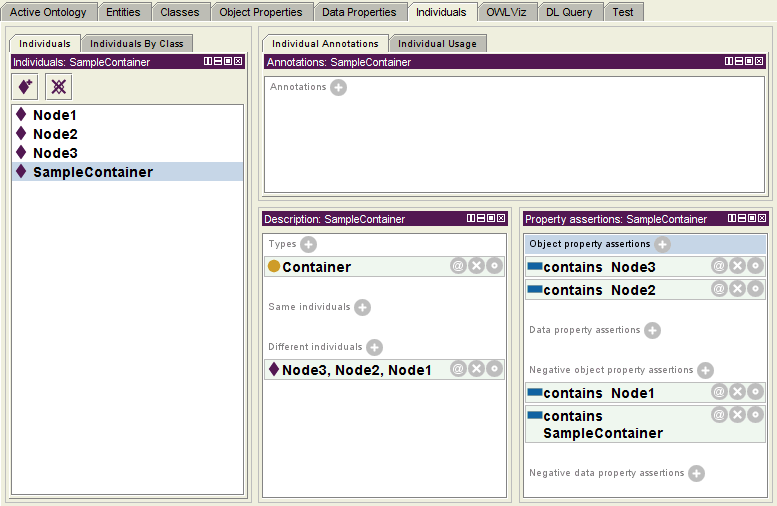 Active Ontology Entities Classes Object Properties Data Properties Individuals OWLViz DL Query Test
Individuals Individuals By Class
Individuals: SampleContainer
Node1
Node2
Node3
SampleContainer
Individual Annotations Individual Usage
Annotations: SampleContainer
Annotations
Description: SampleContainer
Types
Container
Same individuals
Different individuals
Node3, Node2, Node1
Property assertions: SampleContainer
Object property assertions
contains Node3
contains Node2
Data property assertions
Negative object property assertions
contains Node1
contains
SampleContainer
Negative data property assertions